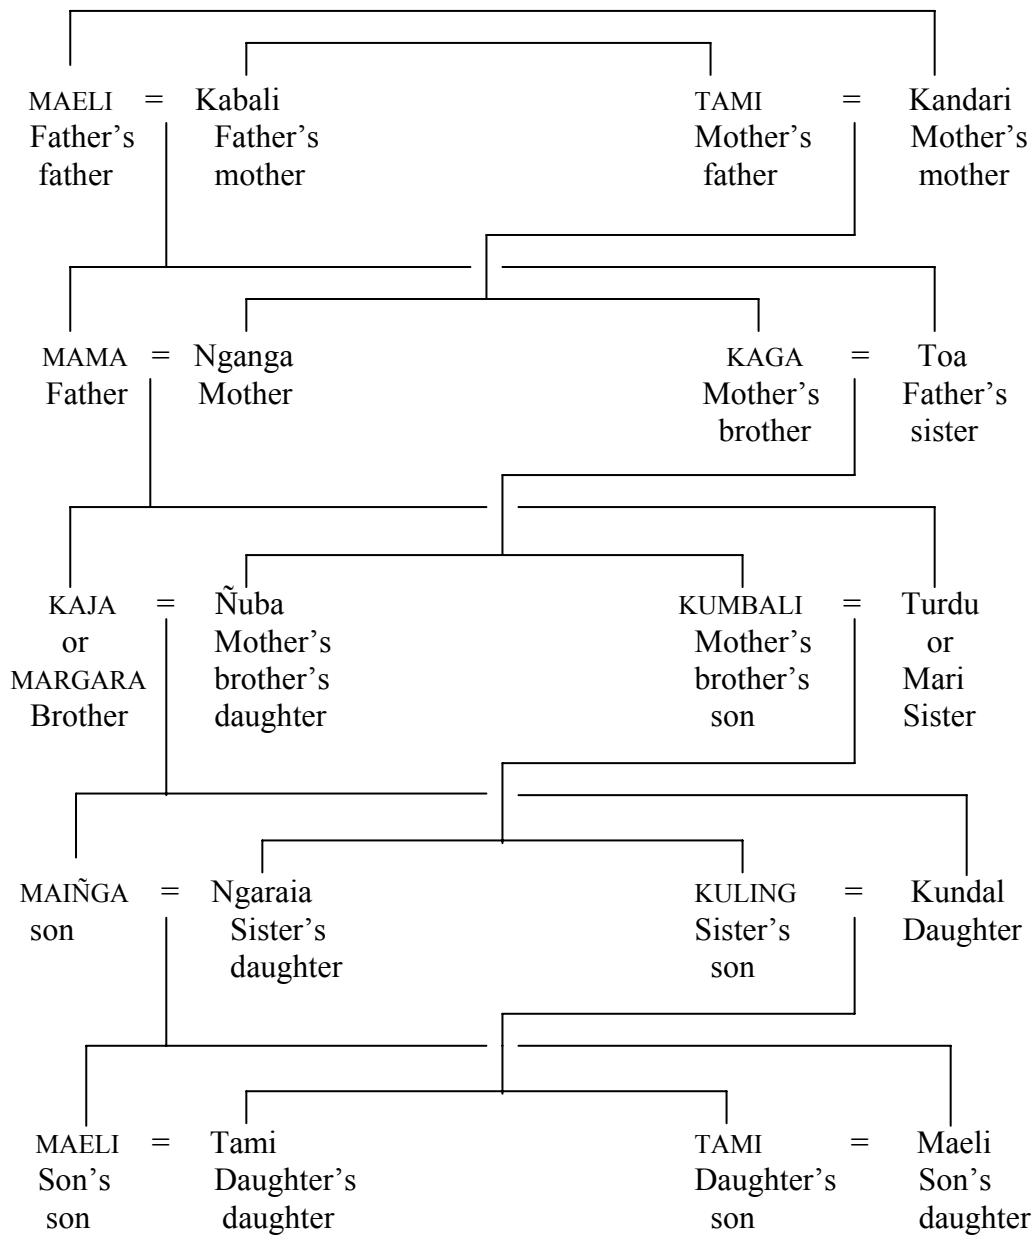 MAELI = Kabali TAMI = Kandari
Father's Father's Mother's Mother's
father mother father mother
MAMA = Nganga KAGA = Toa
Father Mother Mother's Father's
brother sister
KAJA = Ñuba KUMBALI = Turdu
or Mother's Mother's or
MARGARA brother's brother's Mari
Brother daughter son Sister
MAIÑGA = Ngaraia KULING = Kundal
son Sister's Sister's Daughter
daughter son
MAELI = Tami TAMI = Maeli
Son's Daughter's Daughter's Son's
son daughter son daughter